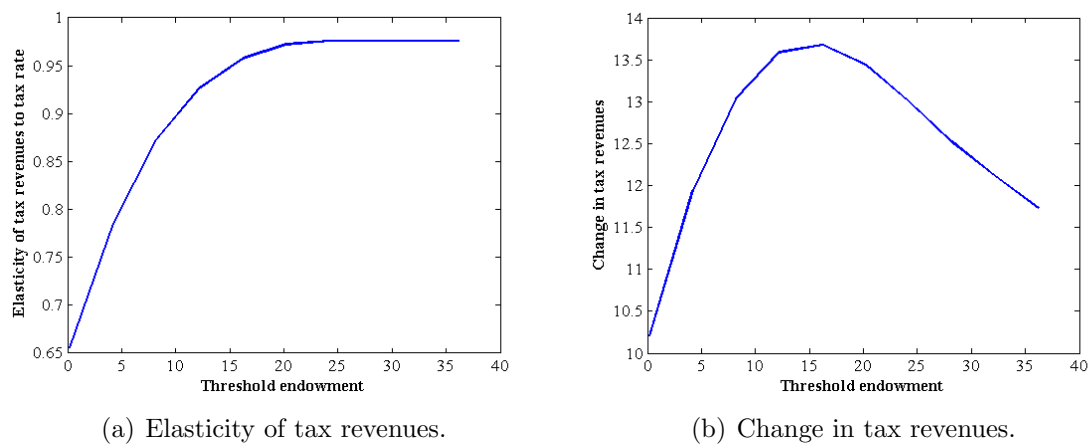 1
0.95
0.9
0.85
0.8
0.75
0.7
0.65
0 5 10 15 20 25 30 35 40
Elasticity of tax revenues to tax rate
Threshold endowment
(a) Elasticity of tax revenues.
14
13.5
13
12.5
12
11.5
11
10.5
10
0 5 10 15 20 25 30 35 40
Change in tax revenues
Threshold endowment
(b) Change in tax revenues.